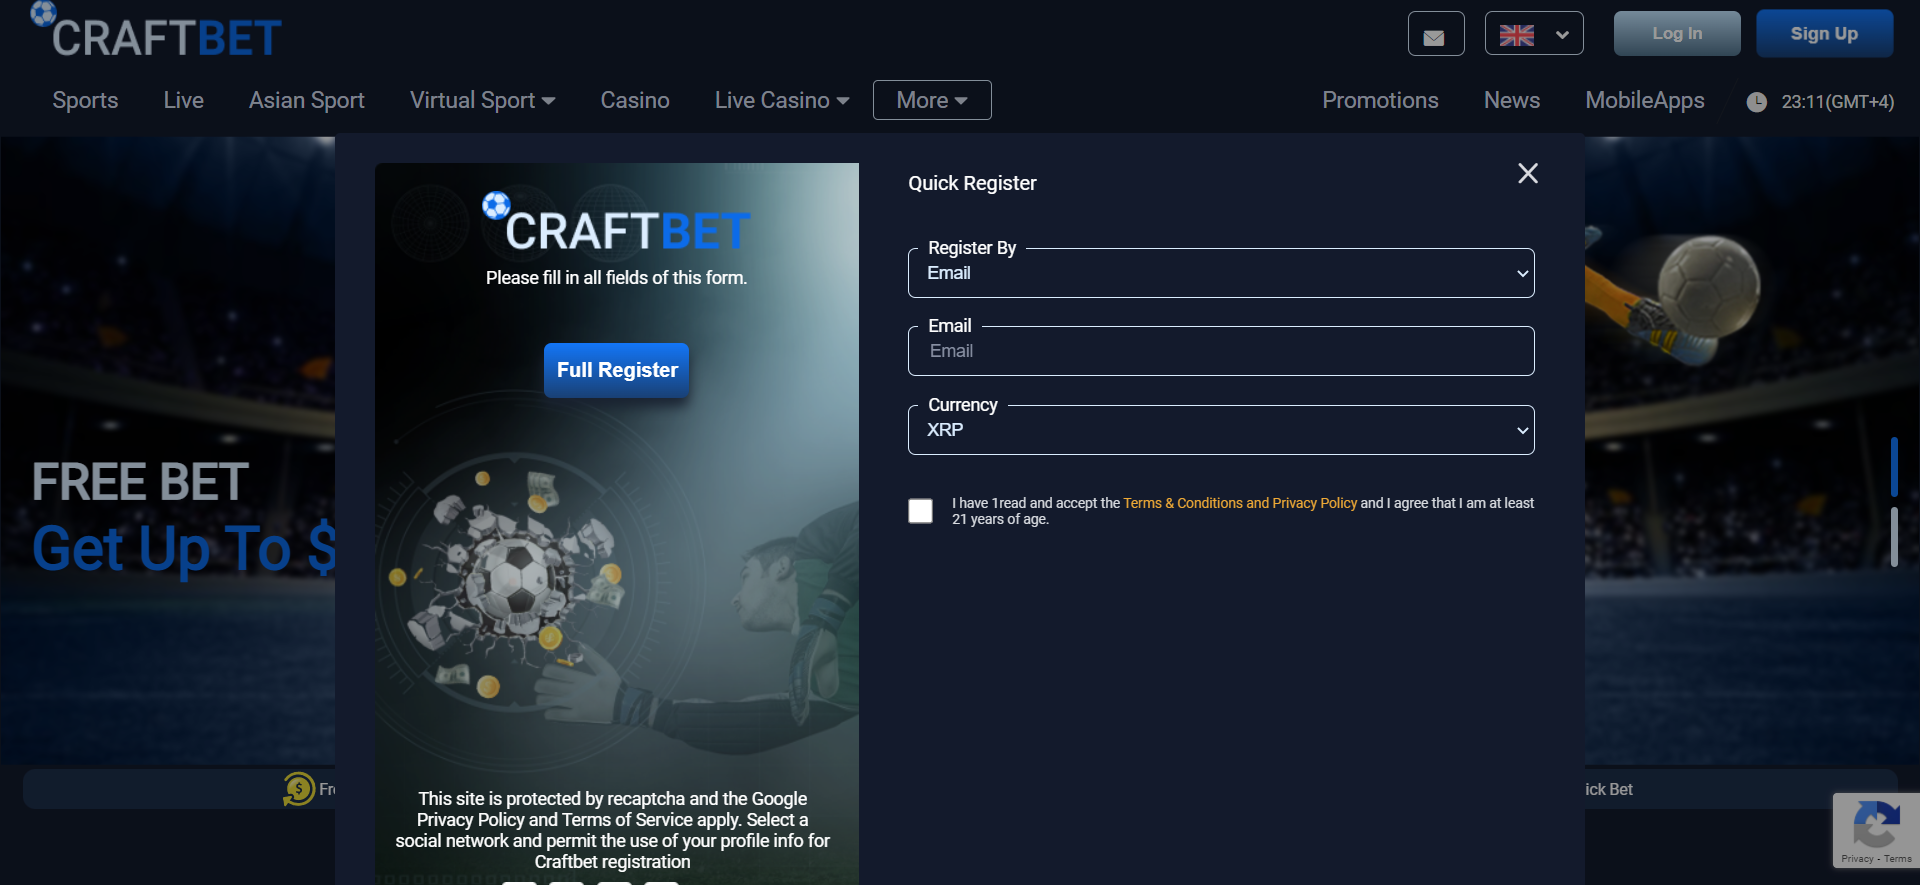 CRAFTBET
Log In
Sign Up
Sports
Live
Asian Sport
Virtual Sport
Casino
Live Casino
More
Promotions
News
MobileApps
23:11(GMT+4)
FREE BET
Get Up To $
CRAFTBET
Please fill in all fields of this form.
Full Register
This site is protected by recaptcha and the Google
Privacy Policy and Terms of Service apply. Select a
social network and permit the use of your profile info for
Craftbet registration
Quick Register
Register By
Email
Email
Email
Currency
XRP
I have 1read and accept the Terms & Conditions and Privacy Policy and I agree that I am at least
21 years of age.
Fre
ick Bet
Privacy - Terms